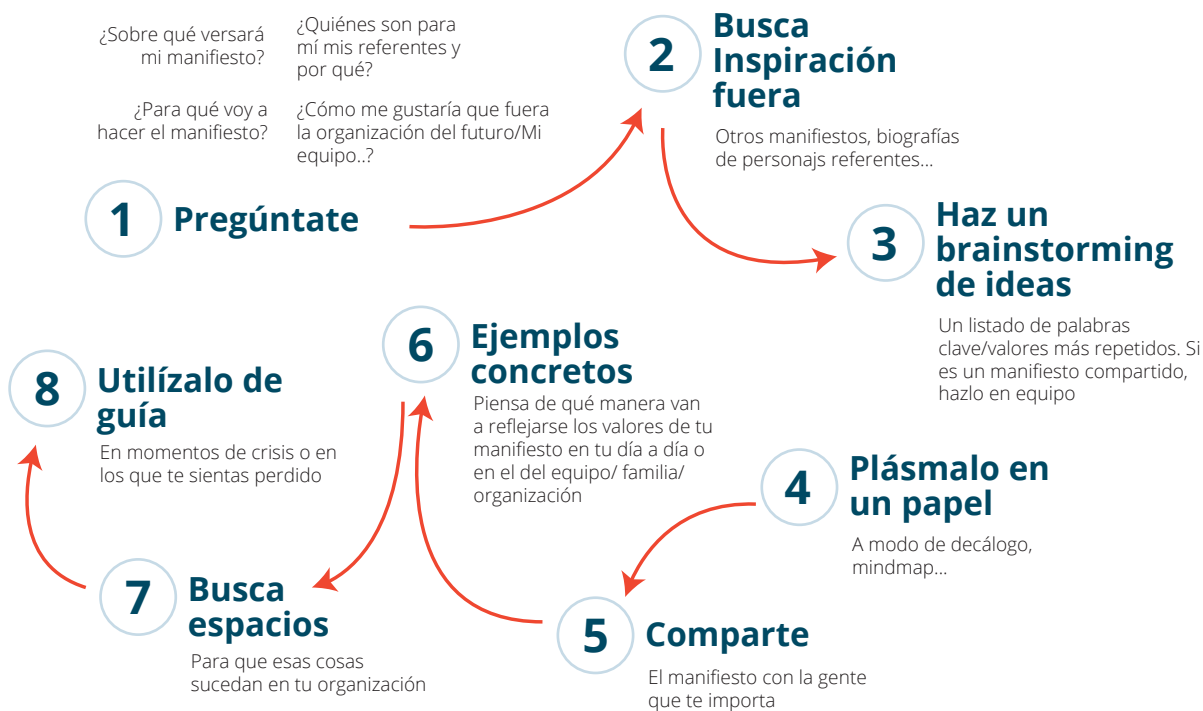 ¿Sobre qué versará
mi manifiesto?
¿Quiénes son para
mí mis referentes y
por qué?
¿Para qué voy a
hacer el manifiesto?
¿Cómo me gustaría que fuera
la organización del futuro/Mi
equipo..?
1
Pregúntate
2
Busca
Inspiración
fuera
Otros manifiestos, biografías
de personajs referentes...
3
Haz un
brainstorming
de ideas
Un listado de palabras
clave/valores más repetidos. Si
es un manifiesto compartido,
hazlo en equipo
4
Plásmalo en
un papel
A modo de decálogo,
mindmap...
5
Comparte
El manifiesto con la gente
que te importa
6
Ejemplos
concretos
Piensa de qué manera van
a reflejarse los valores de tu
manifiesto en tu día a día o
en el del equipo/ familia/
organización
7
Busca
espacios
Para que esas cosas
sucedan en tu organización
8
Utilízalo de
guía
En momentos de crisis o en
los que te sientas perdido